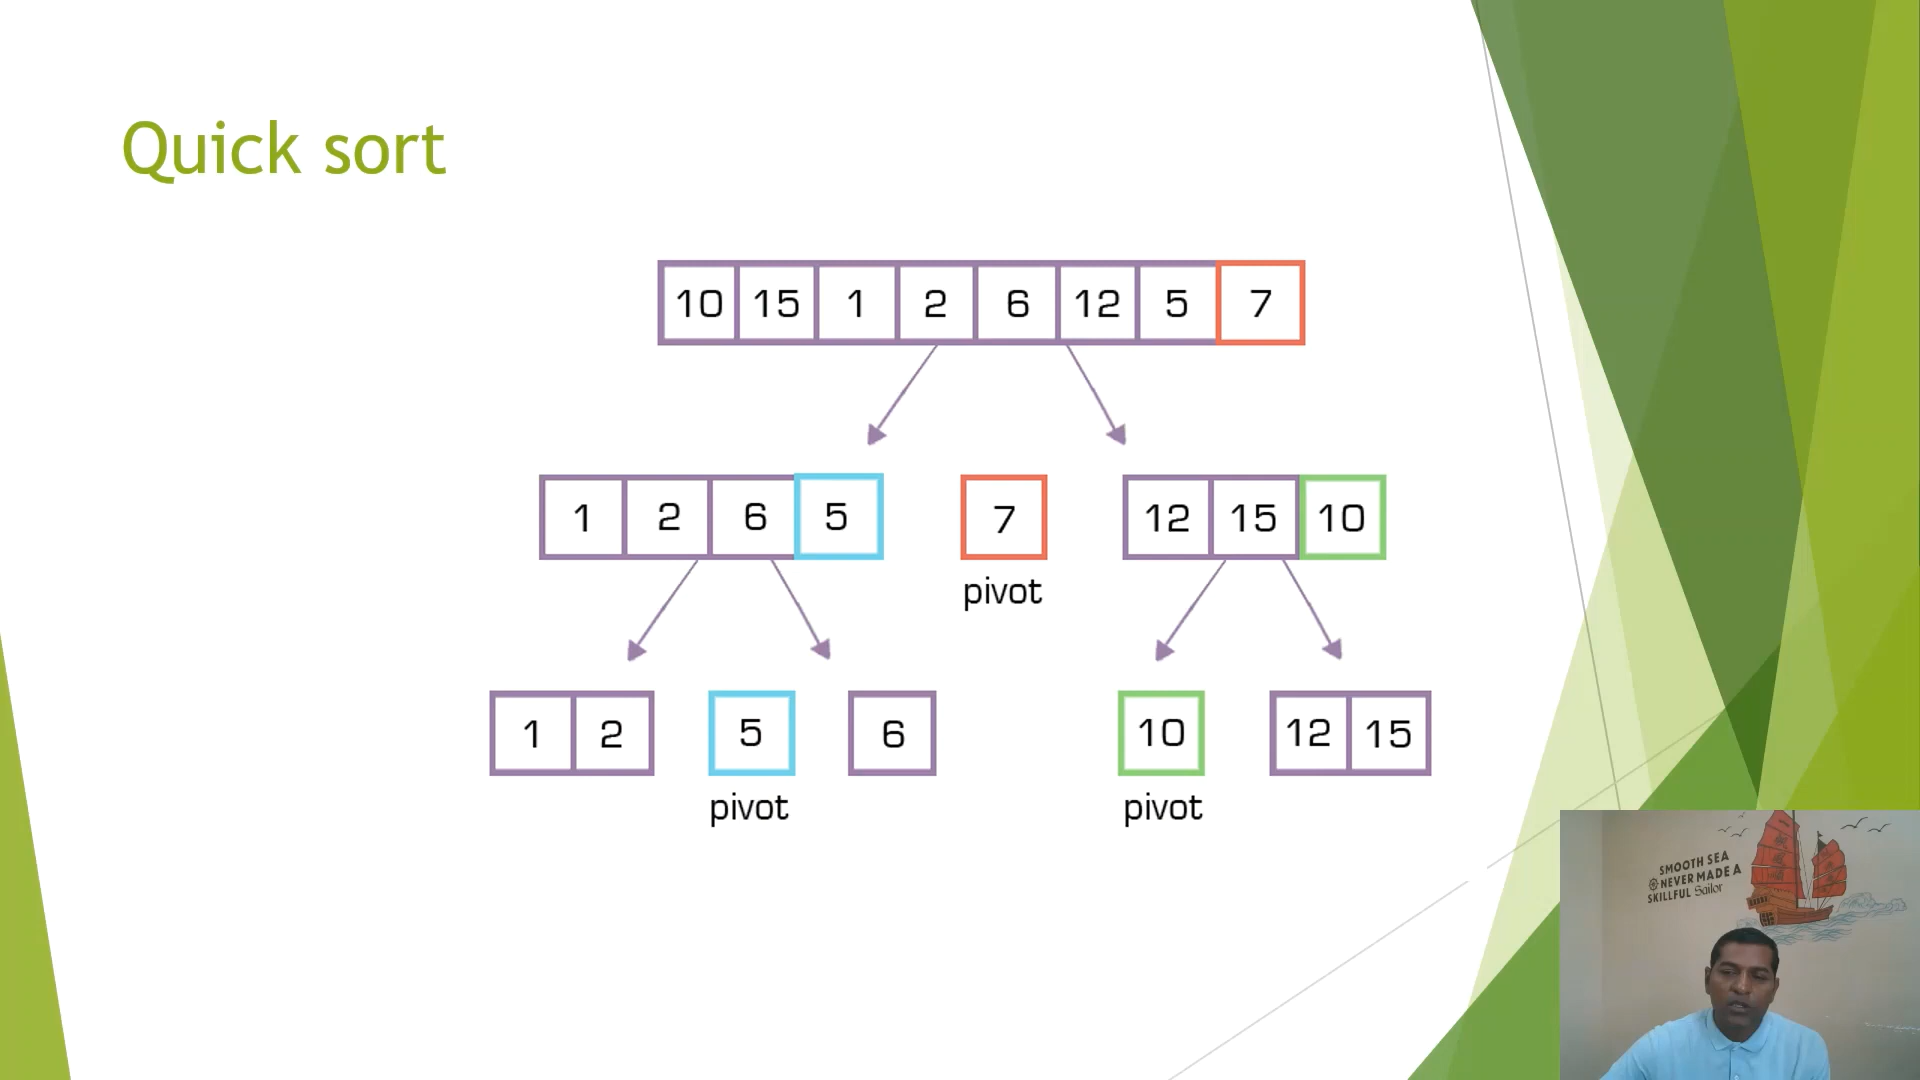 Quick sort
10 15 1 2 6 12 5 7
1 2 6 5 7 12 15 10
pivot
1 2 5 6 10 12 15
pivot pivot
SMOOTH SEA
NEVER MADE A
SKILLFUL Sailor